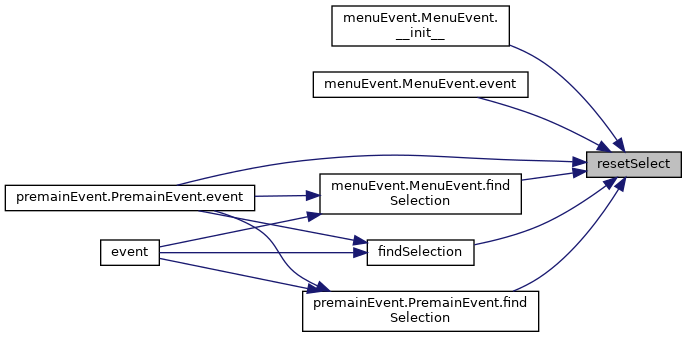 menuEvent.MenuEvent.
__init__
menuEvent.MenuEvent.event
resetSelect
menuEvent.MenuEvent.find
Selection
premainEvent.PremainEvent.event
event
findSelection
premainEvent.PremainEvent.find
Selection